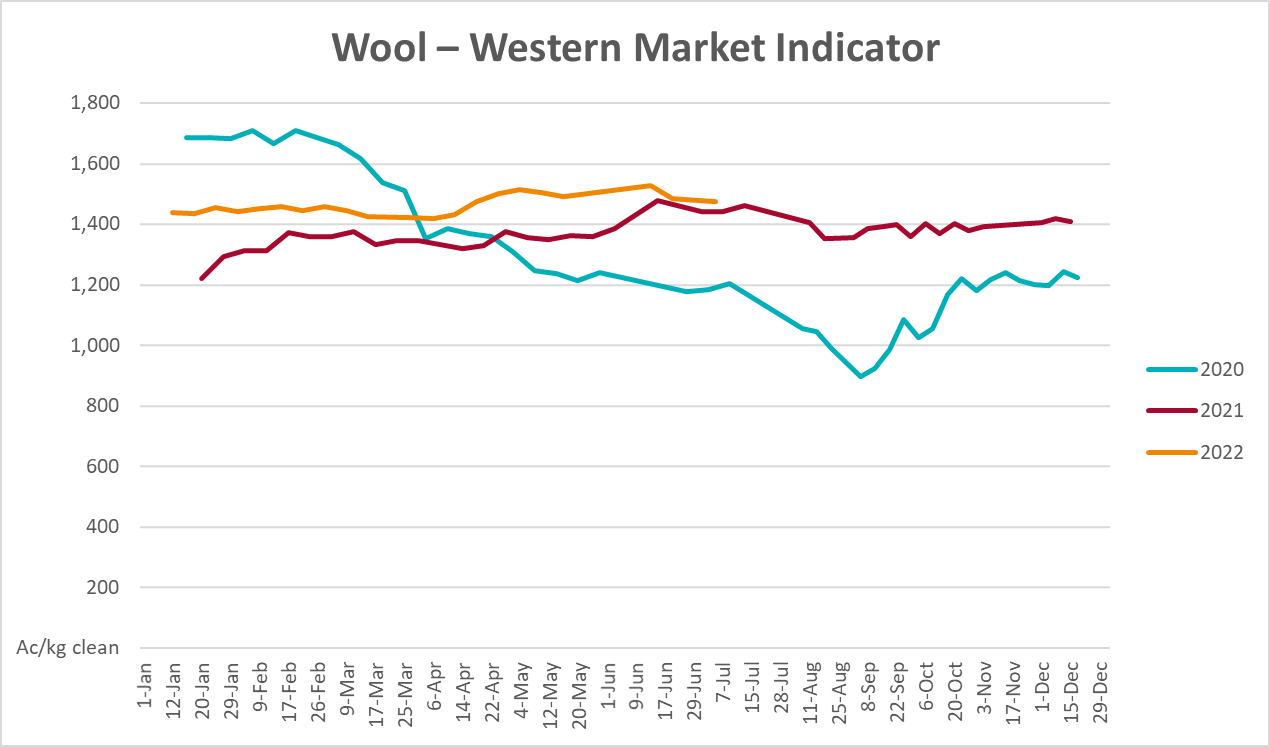 Wool – Western Market Indicator
1,800
1,600
1,400
1,200
1,000
800
600
400
200
Ac/kg clean
1-Jan
12-Jan
20-Jan
29-Jan
9-Feb
17-Feb
26-Feb
9-Mar
17-Mar
25-Mar
6-Apr
14-Apr
22-Apr
4-May
12-May
20-May
1-Jun
9-Jun
17-Jun
29-Jun
7-Jul
15-Jul
28-Jul
11-Aug
25-Aug
8-Sep
22-Sep
6-Oct
20-Oct
3-Nov
17-Nov
1-Dec
15-Dec
29-Dec
2020
2021
2022